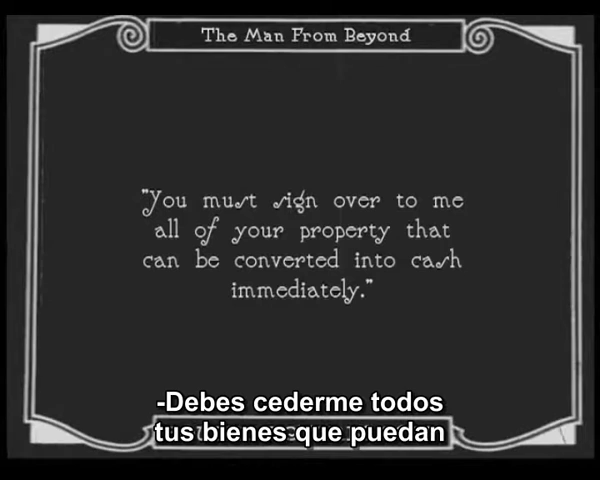 The Man From Beyond
"You must sign over to me
all of your property that
can be converted into cash
immediately."
-Debes cederme todos
tus bienes que puedan